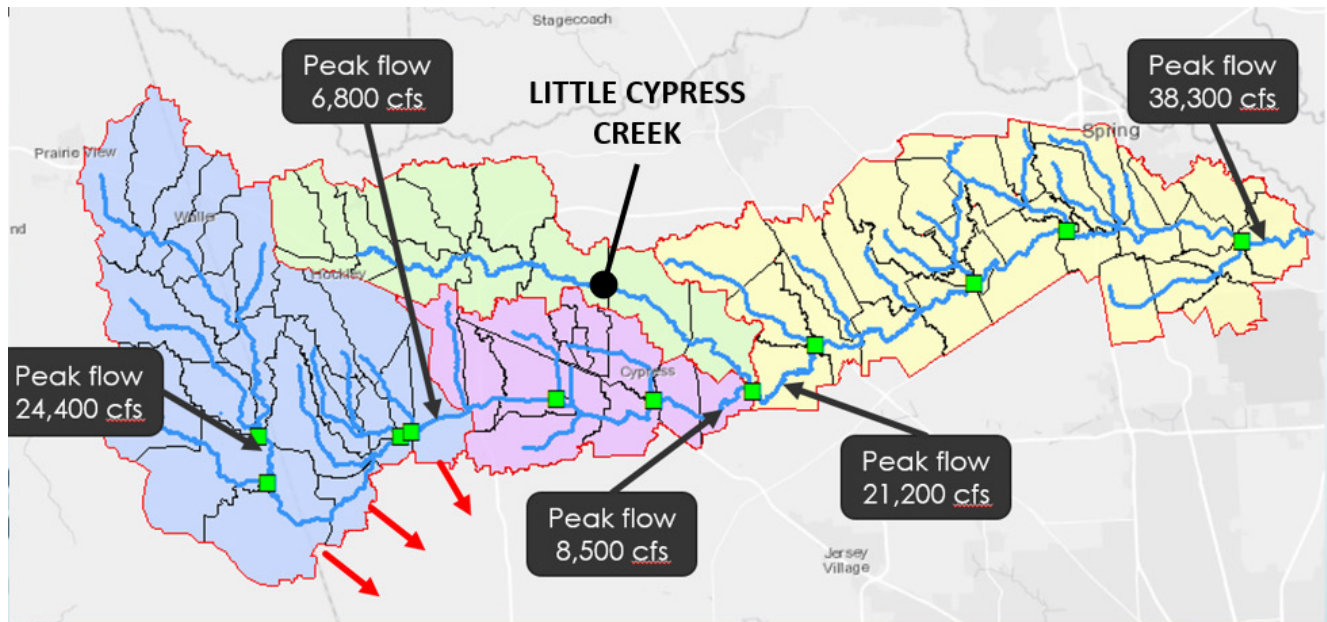 Stagecoach
Peak flow
6,800 cfs
LITTLE CYPRESS
CREEK
Peak flow
38,300 cfs
Spring
Prairie View
Waller
nd
Hockley
Cypress
Peak flow
24,400 cfs
Peak flow
21,200 cfs
Peak flow
8,500 cfs
Jersey
Village